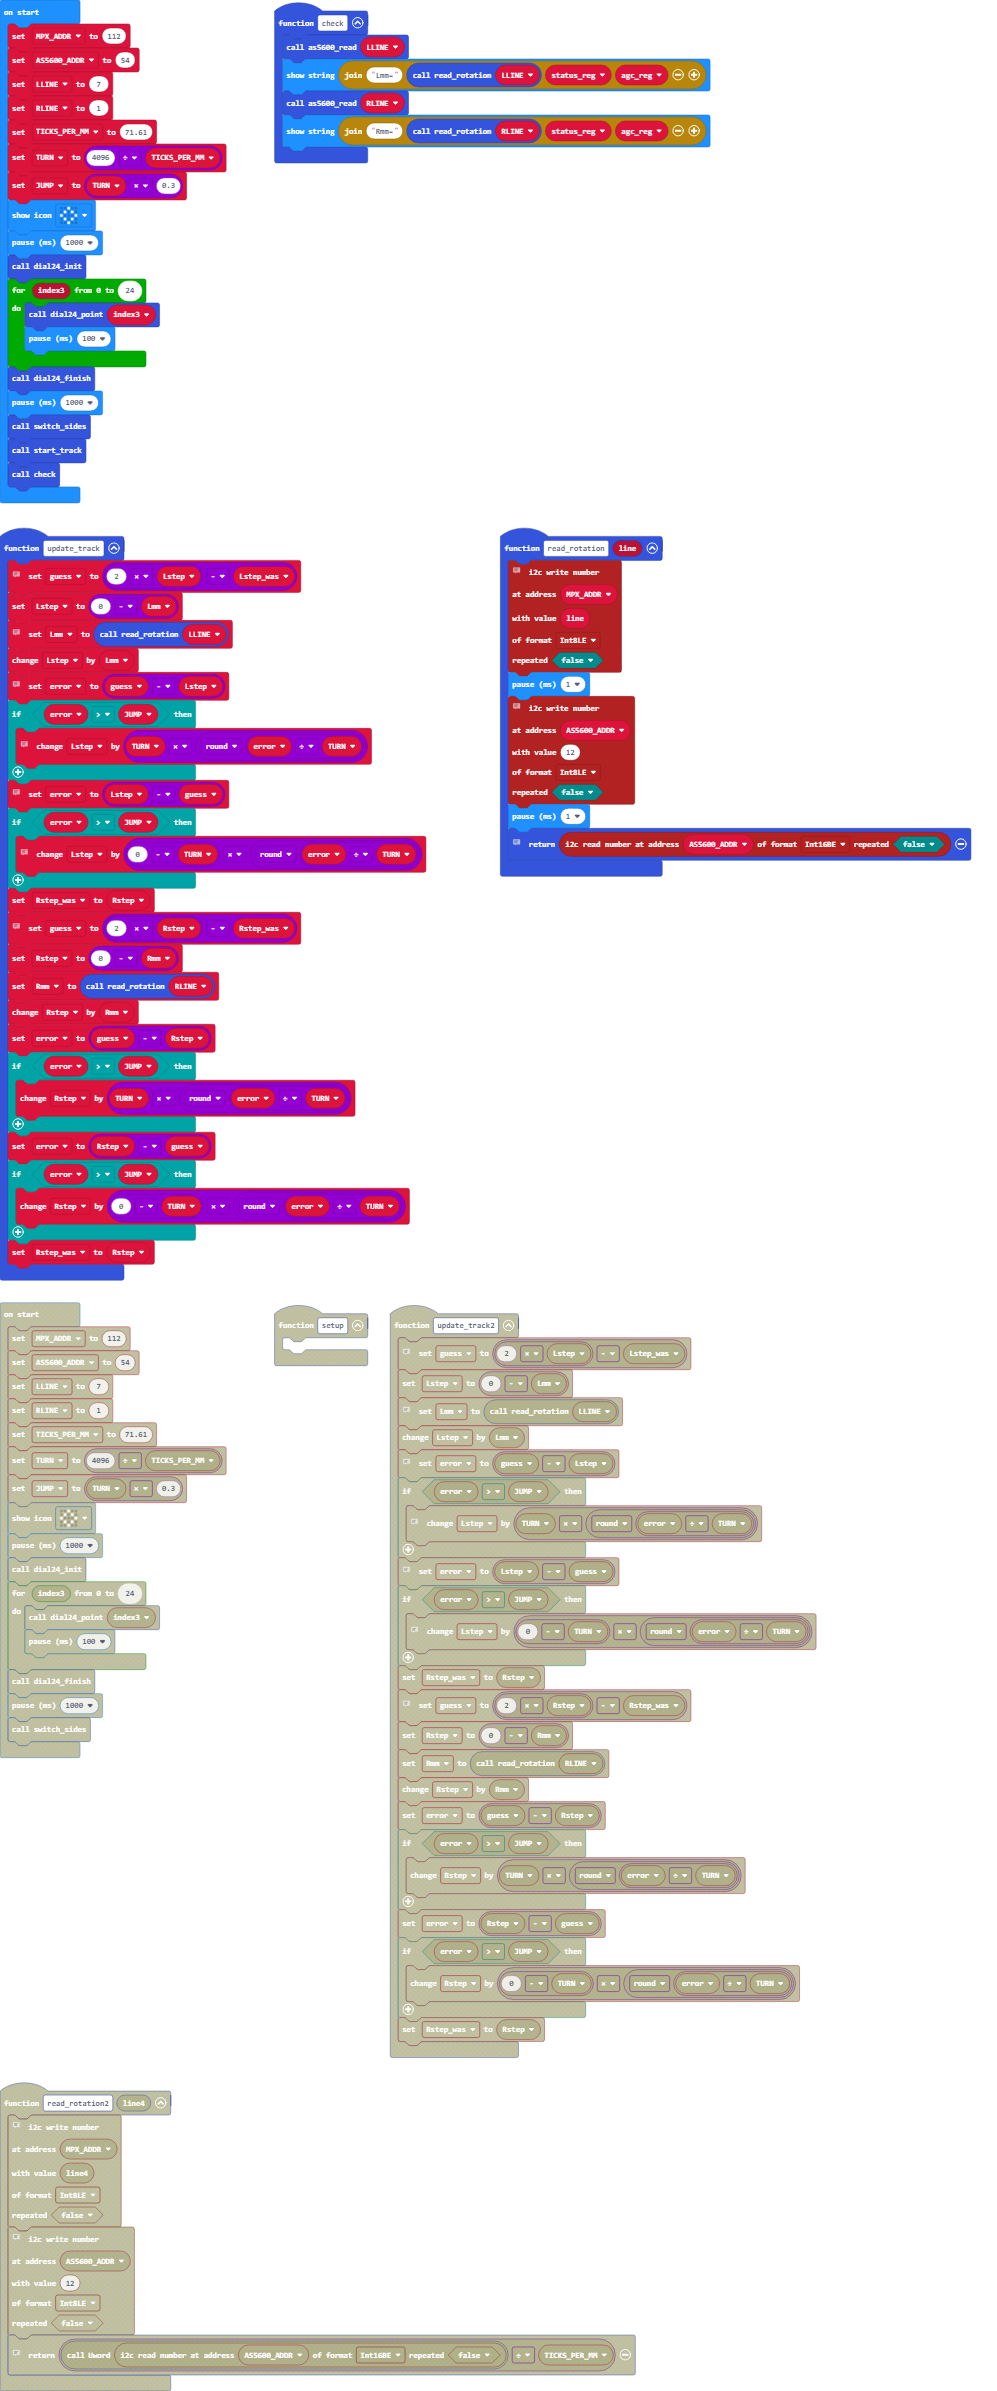 on start
set MPX_ADDR to 112
set AS5600_ADDR to 54
set LLINE to 7
set RLINE to 1
set TICKS_PER_MM to 71.61
set TURN to 4096 ÷ TICKS_PER_MM
set JUMP to TURN × 0.3
show icon
pause (ms) 1000
call dial24_init
for index3 from 0 to 24
do
call dial24_point index3
pause (ms) 100
call dial24_finish
pause (ms) 1000
call switch_sides
call start_track
call check
function check
call as5600_read LLINE
show string join "Lmm=" call read_rotation LLINE status_reg agc_reg
call as5600_read RLINE
show string join "Rmm=" call read_rotation RLINE status_reg agc_reg
function update_track
set guess to 2 × Lstep - Lstep_was
set Lstep to 0 - Lmm
set Lmm to call read_rotation LLINE
change Lstep by Lmm
set error to guess - Lstep
if error > JUMP then
change Lstep by TURN × round error ÷ TURN
set error to Lstep - guess
if error > JUMP then
change Lstep by 0 - TURN × round error ÷ TURN
set Rstep_was to Rstep
set guess to 2 × Rstep - Rstep_was
set Rstep to 0 - Rmm
set Rmm to call read_rotation RLINE
change Rstep by Rmm
set error to guess - Rstep
if error > JUMP then
change Rstep by TURN × round error ÷ TURN
set error to Rstep - guess
if error > JUMP then
change Rstep by 0 - TURN × round error ÷ TURN
set Rstep_was to Rstep
function read_rotation line
i2c write number
at address MPX_ADDR
with value line
of format Int8LE
repeated false
pause (ms) 1
i2c write number
at address AS5600_ADDR
with value 12
of format Int8LE
repeated false
pause (ms) 1
return i2c read number at address AS5600_ADDR of format Int16BE repeated false
on start
set MPX_ADDR to 112
set AS5600_ADDR to 54
set LLINE to 7
set RLINE to 1
set TICKS_PER_MM to 71.61
set TURN to 4096 ÷ TICKS_PER_MM
set JUMP to TURN × 0.3
show icon
pause (ms) 1000
call dial24_init
for index3 from 0 to 24
do
call dial24_point index3
pause (ms) 100
call dial24_finish
pause (ms) 1000
call switch_sides
function setup
function update_track2
set guess to 2 × Lstep - Lstep_was
set Lstep to 0 - Lmm
set Lmm to call read_rotation LLINE
change Lstep by Lmm
set error to guess - Lstep
if error > JUMP then
change Lstep by TURN × round error ÷ TURN
set error to Lstep - guess
if error > JUMP then
change Lstep by 0 - TURN × round error ÷ TURN
set Rstep_was to Rstep
set guess to 2 × Rstep - Rstep_was
set Rstep to 0 - Rmm
set Rmm to call read_rotation RLINE
change Rstep by Rmm
set error to guess - Rstep
if error > JUMP then
change Rstep by TURN × round error ÷ TURN
set error to Rstep - guess
if error > JUMP then
change Rstep by 0 - TURN × round error ÷ TURN
set Rstep_was to Rstep
function read_rotation2 line4
i2c write number
at address MPX_ADDR
with value line4
of format Int8LE
repeated false
i2c write number
at address AS5600_ADDR
with value 12
of format Int8LE
repeated false
return call Uword i2c read number at address AS5600_ADDR of format Int16BE repeated false ÷ TICKS_PER_MM